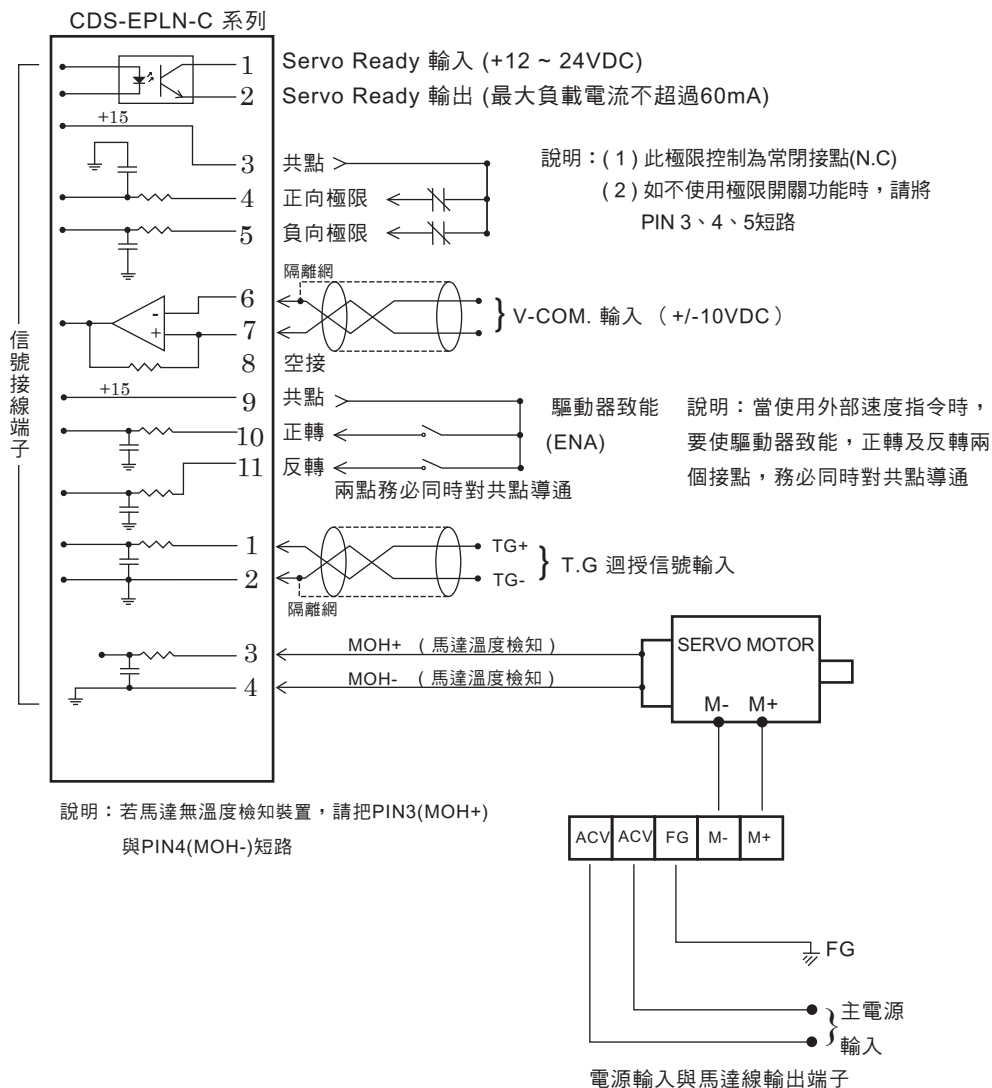 CDS-EPLN-C 系列
信號接線端子
1 Servo Ready 輸入 (+12 ~ 24VDC)
2 Servo Ready 輸出 (最大負載電流不超過60mA)
+15
3 共點
4 正向極限
5 負向極限
說明：( 1 ) 此極限控制為常閉接點(N.C)
( 2 ) 如不使用極限開關功能時，請將
PIN 3、4、5短路
隔離網
- 6
+ 7
V-COM. 輸入 （+/-10VDC）
8 空接
+15
9 共點
10 正轉
11 反轉
兩點務必同時對共點導通
驅動器致能
(ENA)
說明：當使用外部速度指令時，
要使驅動器致能，正轉及反轉兩
個接點，務必同時對共點導通
1 TG+
2 TG-
T.G 迴授信號輸入
隔離網
3 MOH+ （馬達溫度檢知）
4 MOH- （馬達溫度檢知）
SERVO MOTOR
M- M+
說明：若馬達無溫度檢知裝置，請把PIN3(MOH+)
與PIN4(MOH-)短路
ACV ACV FG M- M+
FG
主電源
輸入
電源輸入與馬達線輸出端子